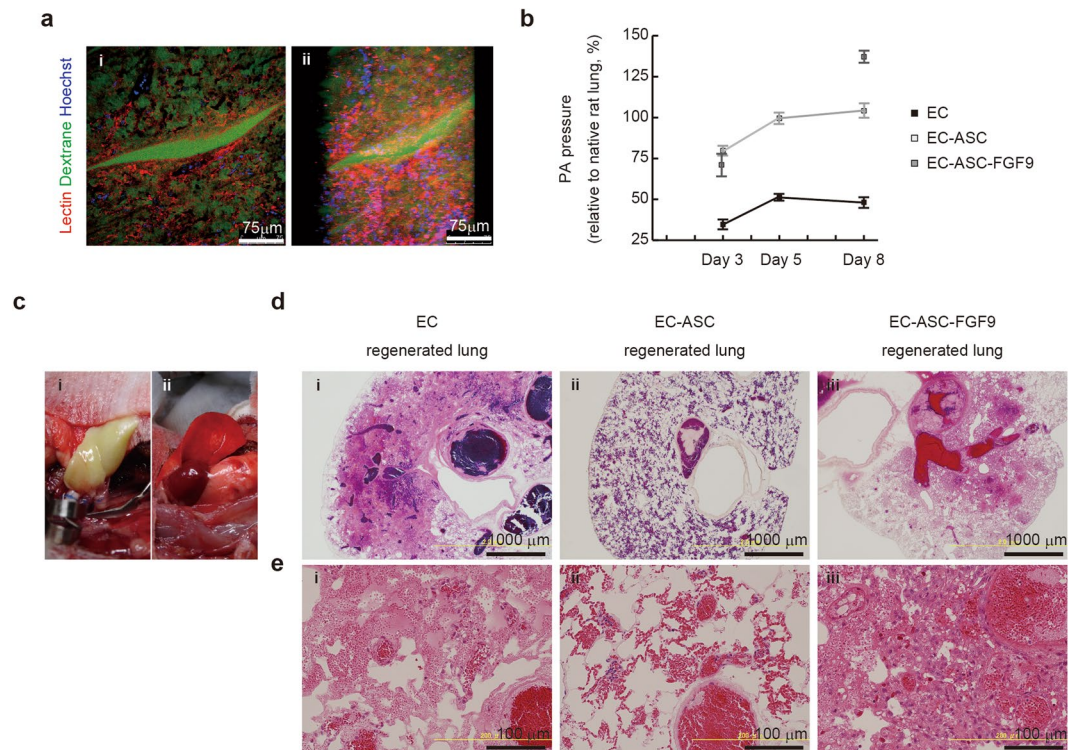 a
i
ii
Lectin Dextrane Hoechst
75μm
75μm
b
150
125
100
75
50
25
PA pressure
(relative to native rat lung, %)
Day 3
Day 5
Day 8
EC
EC-ASC
EC-ASC-FGF9
c
i
ii
d
EC
regenerated lung
EC-ASC
regenerated lung
EC-ASC-FGF9
regenerated lung
i
ii
iii
1000 μm
1000 μm
1000 μm
e
i
ii
iii
100 μm
100 μm
100 μm